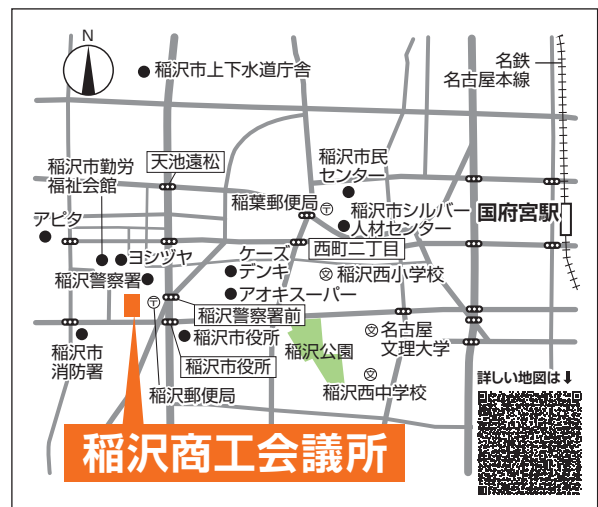 N
稲沢市上下水道庁舎
名鉄
名古屋本線
天池遠松
稲沢市勤労
福祉会館
稲沢市民
センター
稲葉郵便局
〒
稲沢市シルバー
人材センター
国府宮駅
アピタ
西町二丁目
ヨシヅヤ
ケーズ
デンキ
稲沢西小学校
稲沢警察署
アオキスーパー
〒
稲沢警察署前
稲沢市役所
稲沢公園
名古屋
文理大学
稲沢市
消防署
稲沢市役所
稲沢郵便局
稲沢西中学校
詳しい地図は⬇
稲沢商工会議所